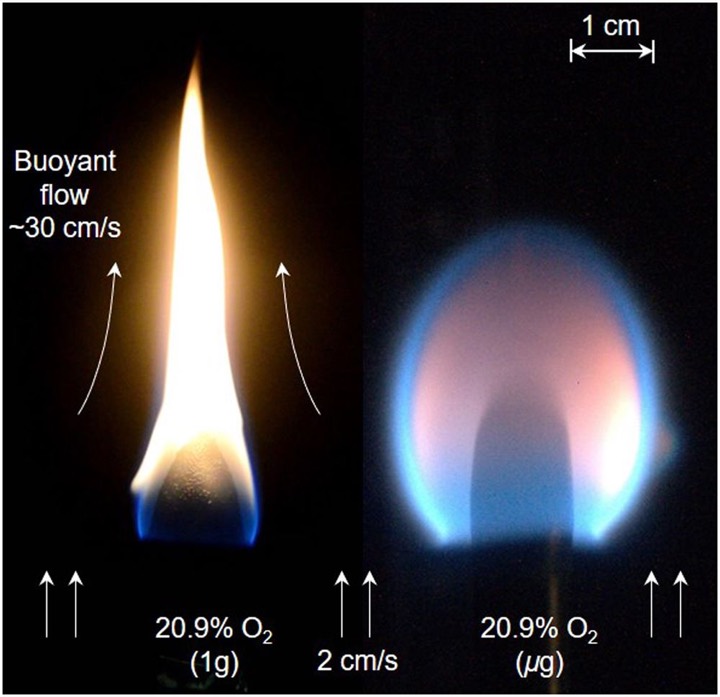 1 cm
Buoyant
flow
~30 cm/s
20.9% O₂
(1g)
2 cm/s
20.9% O₂
(µg)